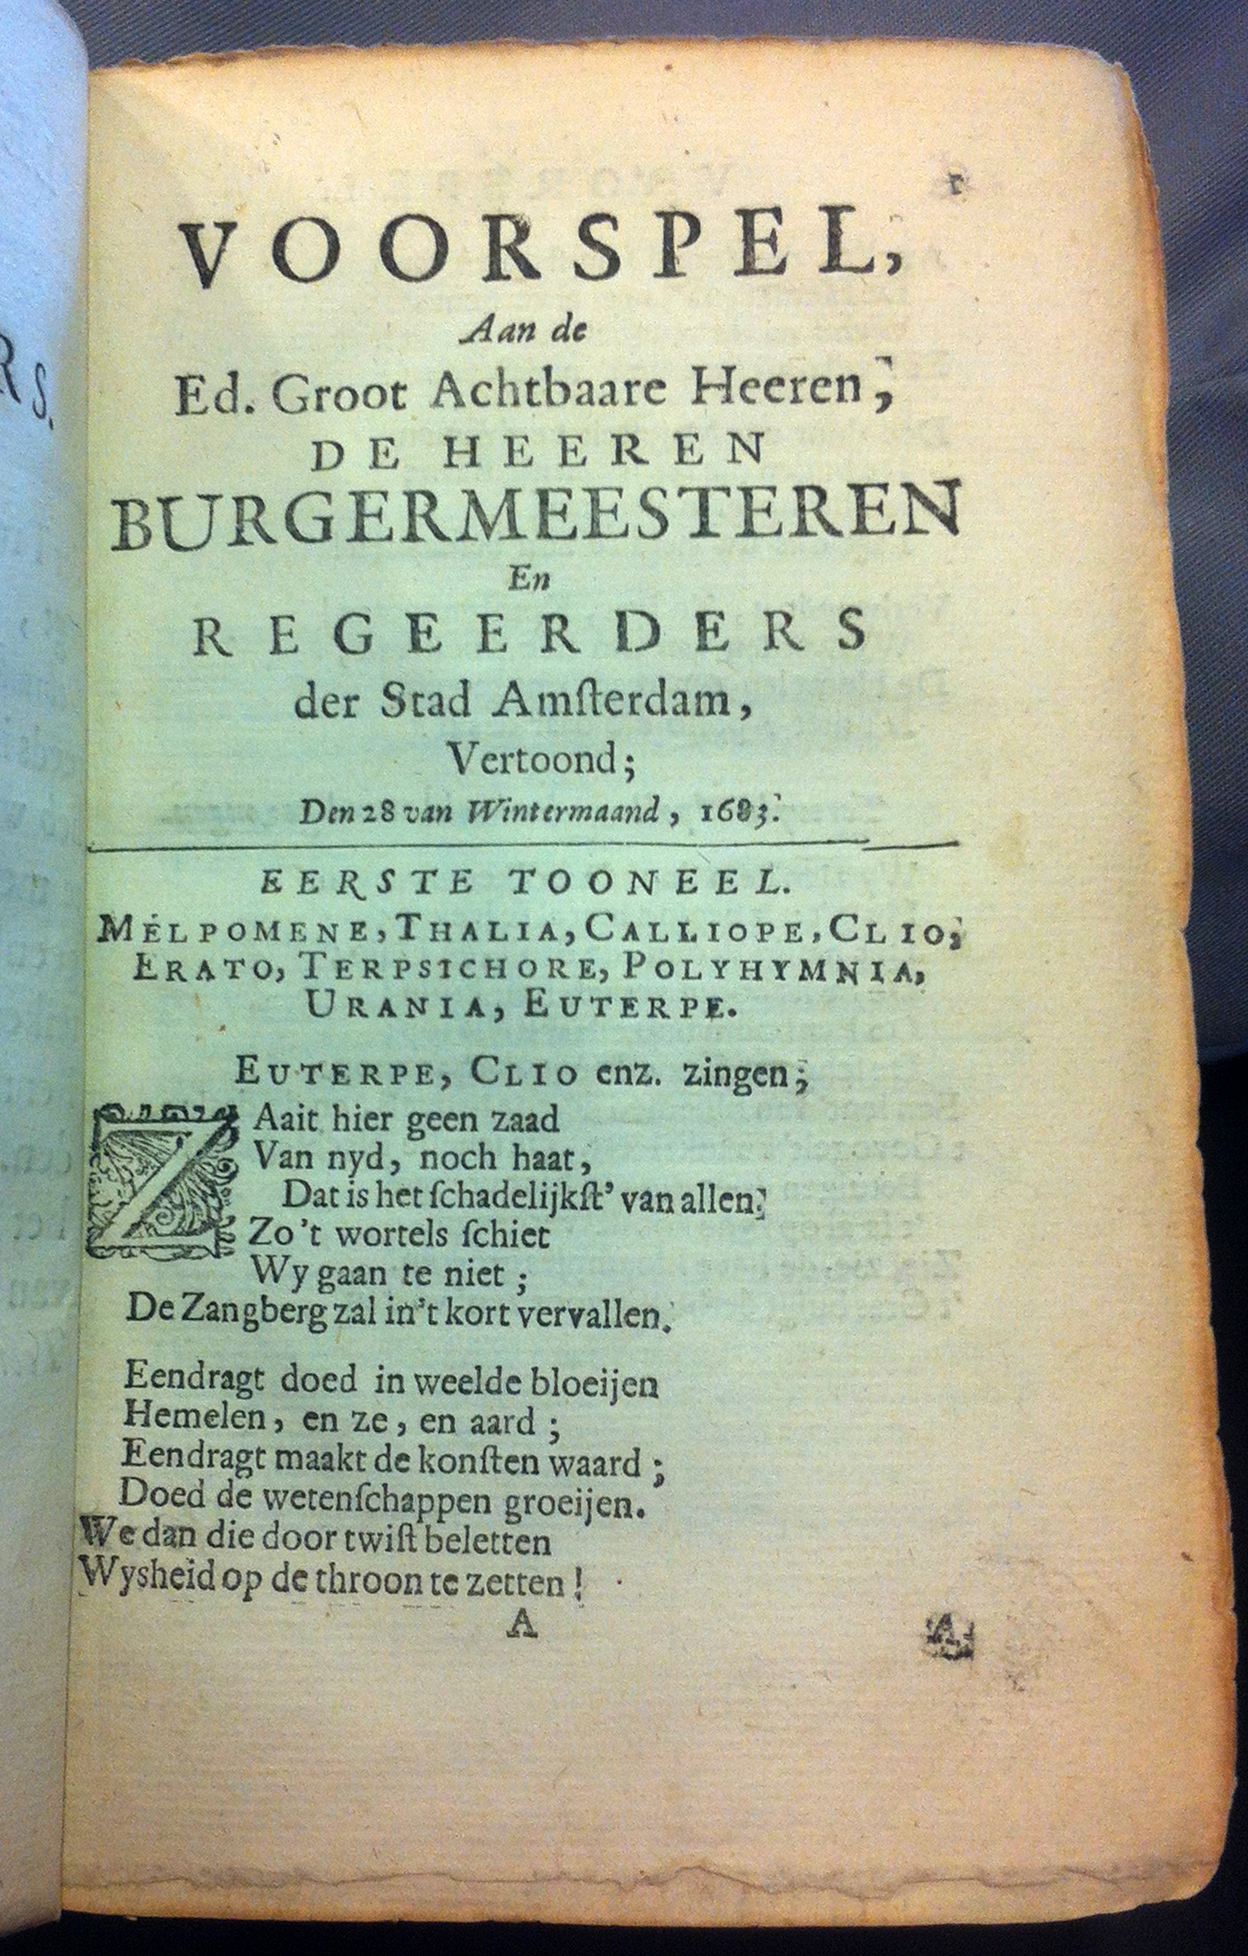 RS.
1
VOORSPEL,
Aan de
Ed. Groot Achtbaare Heeren,
DE HEEREN
BURGERMEESTEREN
En
REGEERDERS
der Stad Amſterdam,
Vertoond;
Den 28 van Wintermaand, 1683.
EERSTE TOONEEL.
MÉLPOMENE, THALIA, CALLIOPE, CLIO,
ERATO, TERPSICHORE, POLYHYMNIA,
URANIA, EUTERPE.
EUTERPE, CLIO enz. zingen;
ZAait hier geen zaad
Van nyd, noch haat,
Dat is het ſchadelijkſt' van allen.
Zo 't wortels ſchiet
Wy gaan te niet;
De Zangberg zal in 't kort vervallen.
Eendragt doed in weelde bloeijen
Hemelen, en ze, en aard;
Eendragt maakt de konſten waard;
Doed de wetenſchappen groeijen.
We dan die door twiſt beletten
Wysheid op de throon te zetten!
A